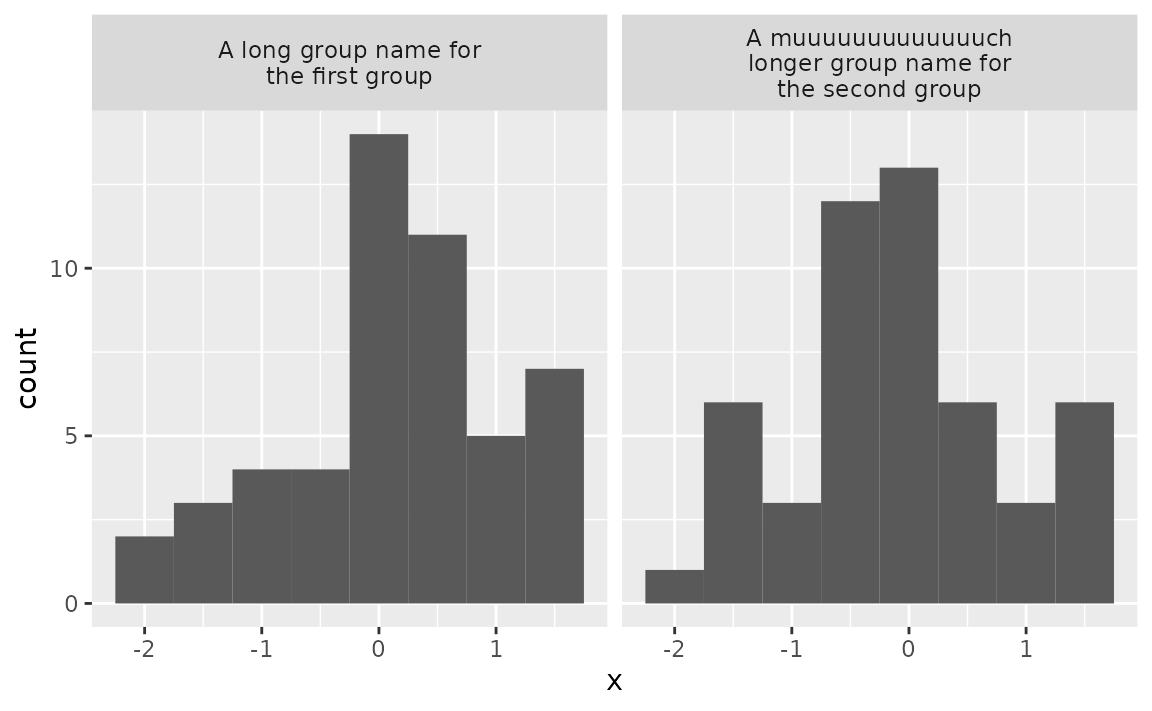 A long group name for
the first group
A muuuuuuuuuuuuuch
longer group name for
the second group
count
10
5
0
-2 -1 0 1
-2 -1 0 1
x